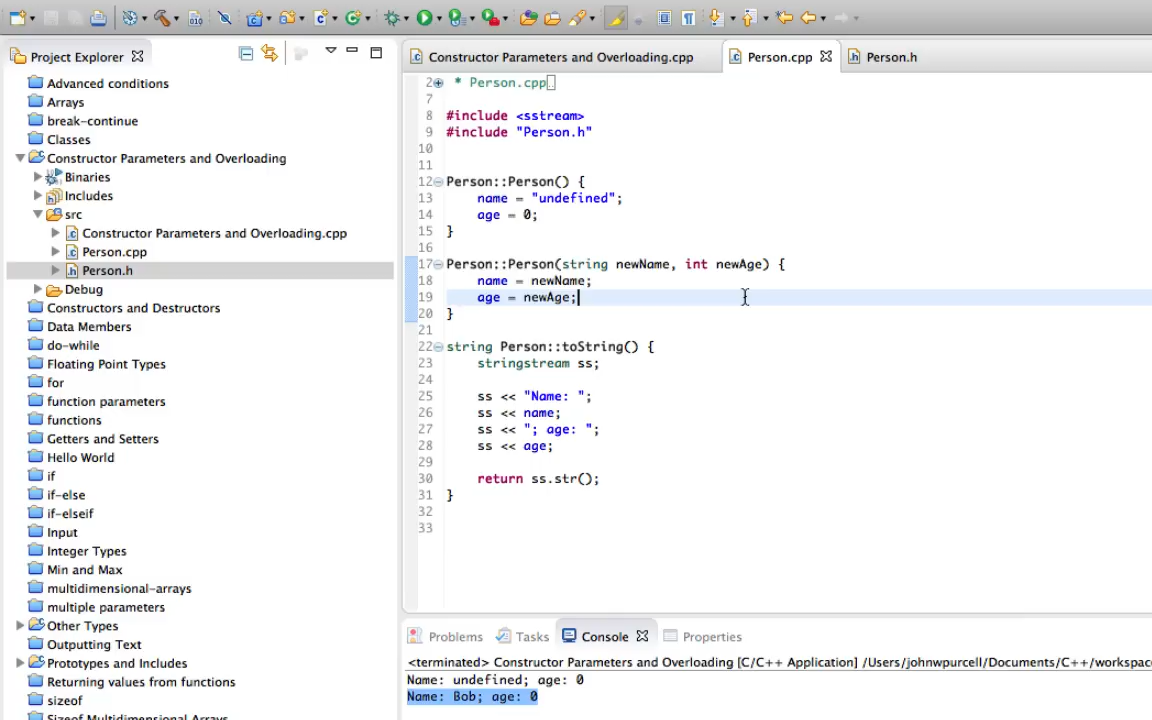 Project Explorer
Advanced conditions
Arrays
break-continue
Classes
Constructor Parameters and Overloading
Binaries
Includes
src
Constructor Parameters and Overloading.cpp
Person.cpp
Person.h
Debug
Constructors and Destructors
Data Members
do-while
Floating Point Types
for
function parameters
functions
Getters and Setters
Hello World
if
if-else
if-elseif
Input
Integer Types
Min and Max
multidimensional-arrays
multiple parameters
Other Types
Outputting Text
Prototypes and Includes
Returning values from functions
sizeof
Sizeof Multidimensional Arrays
Constructor Parameters and Overloading.cpp Person.cpp Person.h
2 * Person.cpp
7
8 #include <sstream>
9 #include "Person.h"
10
11
12 Person::Person() {
13 name = "undefined";
14 age = 0;
15 }
16
17 Person::Person(string newName, int newAge) {
18 name = newName;
19 age = newAge;
20 }
21
22 string Person::toString() {
23 stringstream ss;
24
25 ss << "Name: ";
26 ss << name;
27 ss << "; age: ";
28 ss << age;
29
30 return ss.str();
31 }
32
33
Problems Tasks Console Properties
<terminated> Constructor Parameters and Overloading [C/C++ Application] /Users/johnwpurcell/Documents/C++/workspac
Name: undefined; age: 0
Name: Bob; age: 0